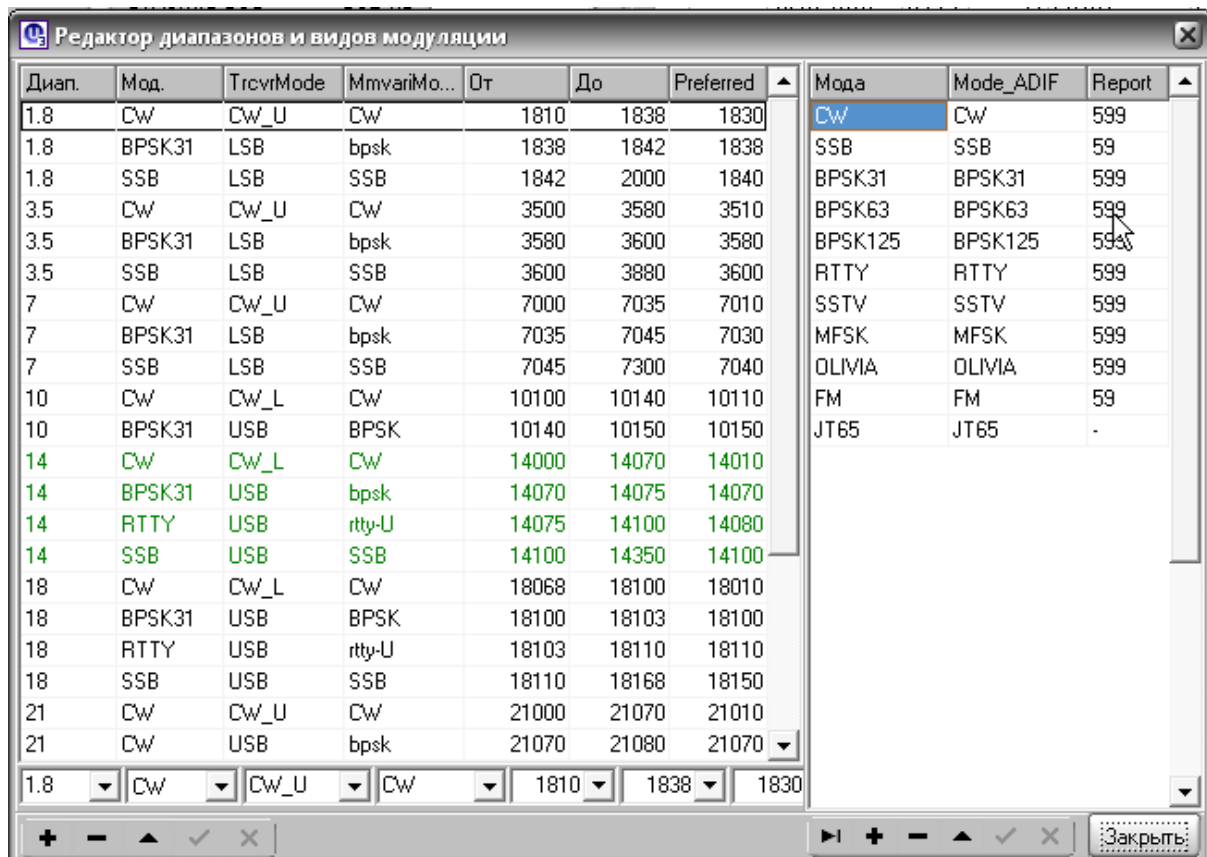 Редактор диапазонов и видов модуляции
Диап. Мод. TrcvrMode MmvariMo... От До Preferred
1.8 CW CW_U CW 1810 1838 1830
1.8 BPSK31 LSB bpsk 1838 1842 1838
1.8 SSB LSB SSB 1842 2000 1840
3.5 CW CW_U CW 3500 3580 3510
3.5 BPSK31 LSB bpsk 3580 3600 3580
3.5 SSB LSB SSB 3600 3880 3600
7 CW CW_U CW 7000 7035 7010
7 BPSK31 LSB bpsk 7035 7045 7030
7 SSB LSB SSB 7045 7300 7040
10 CW CW_L CW 10100 10140 10110
10 BPSK31 USB BPSK 10140 10150 10150
14 CW CW_L CW 14000 14070 14010
14 BPSK31 USB bpsk 14070 14075 14070
14 RTTY USB rtty-U 14075 14100 14080
14 SSB USB SSB 14100 14350 14100
18 CW CW_L CW 18068 18100 18010
18 BPSK31 USB BPSK 18100 18103 18100
18 RTTY USB rtty-U 18103 18110 18110
18 SSB USB SSB 18110 18168 18150
21 CW CW_U CW 21000 21070 21010
21 CW USB bpsk 21070 21080 21070
1.8 CW CW_U CW 1810 1838 1830
Мода Mode_ADIF Report
CW CW 599
SSB SSB 59
BPSK31 BPSK31 599
BPSK63 BPSK63 599
BPSK125 BPSK125 599
RTTY RTTY 599
SSTV SSTV 599
MFSK MFSK 599
OLIVIA OLIVIA 599
FM FM 59
JT65 JT65 -
Закрыть